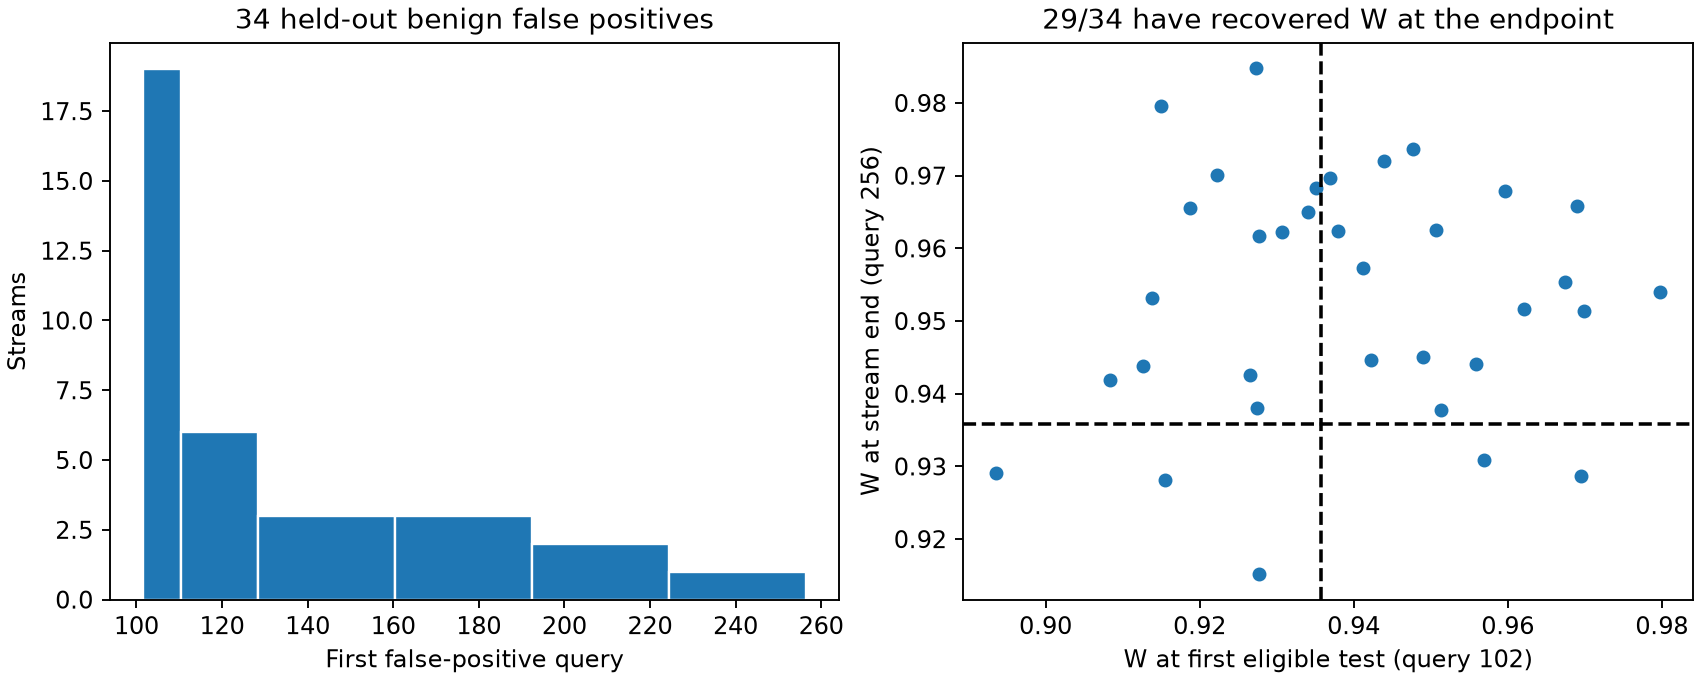 34 held-out benign false positives
17.5
15.0
12.5
10.0
7.5
5.0
2.5
0.0
Streams
100 120 140 160 180 200 220 240 260
First false-positive query
29/34 have recovered W at the endpoint
0.98
0.97
0.96
0.95
0.94
0.93
0.92
W at stream end (query 256)
0.90 0.92 0.94 0.96 0.98
W at first eligible test (query 102)